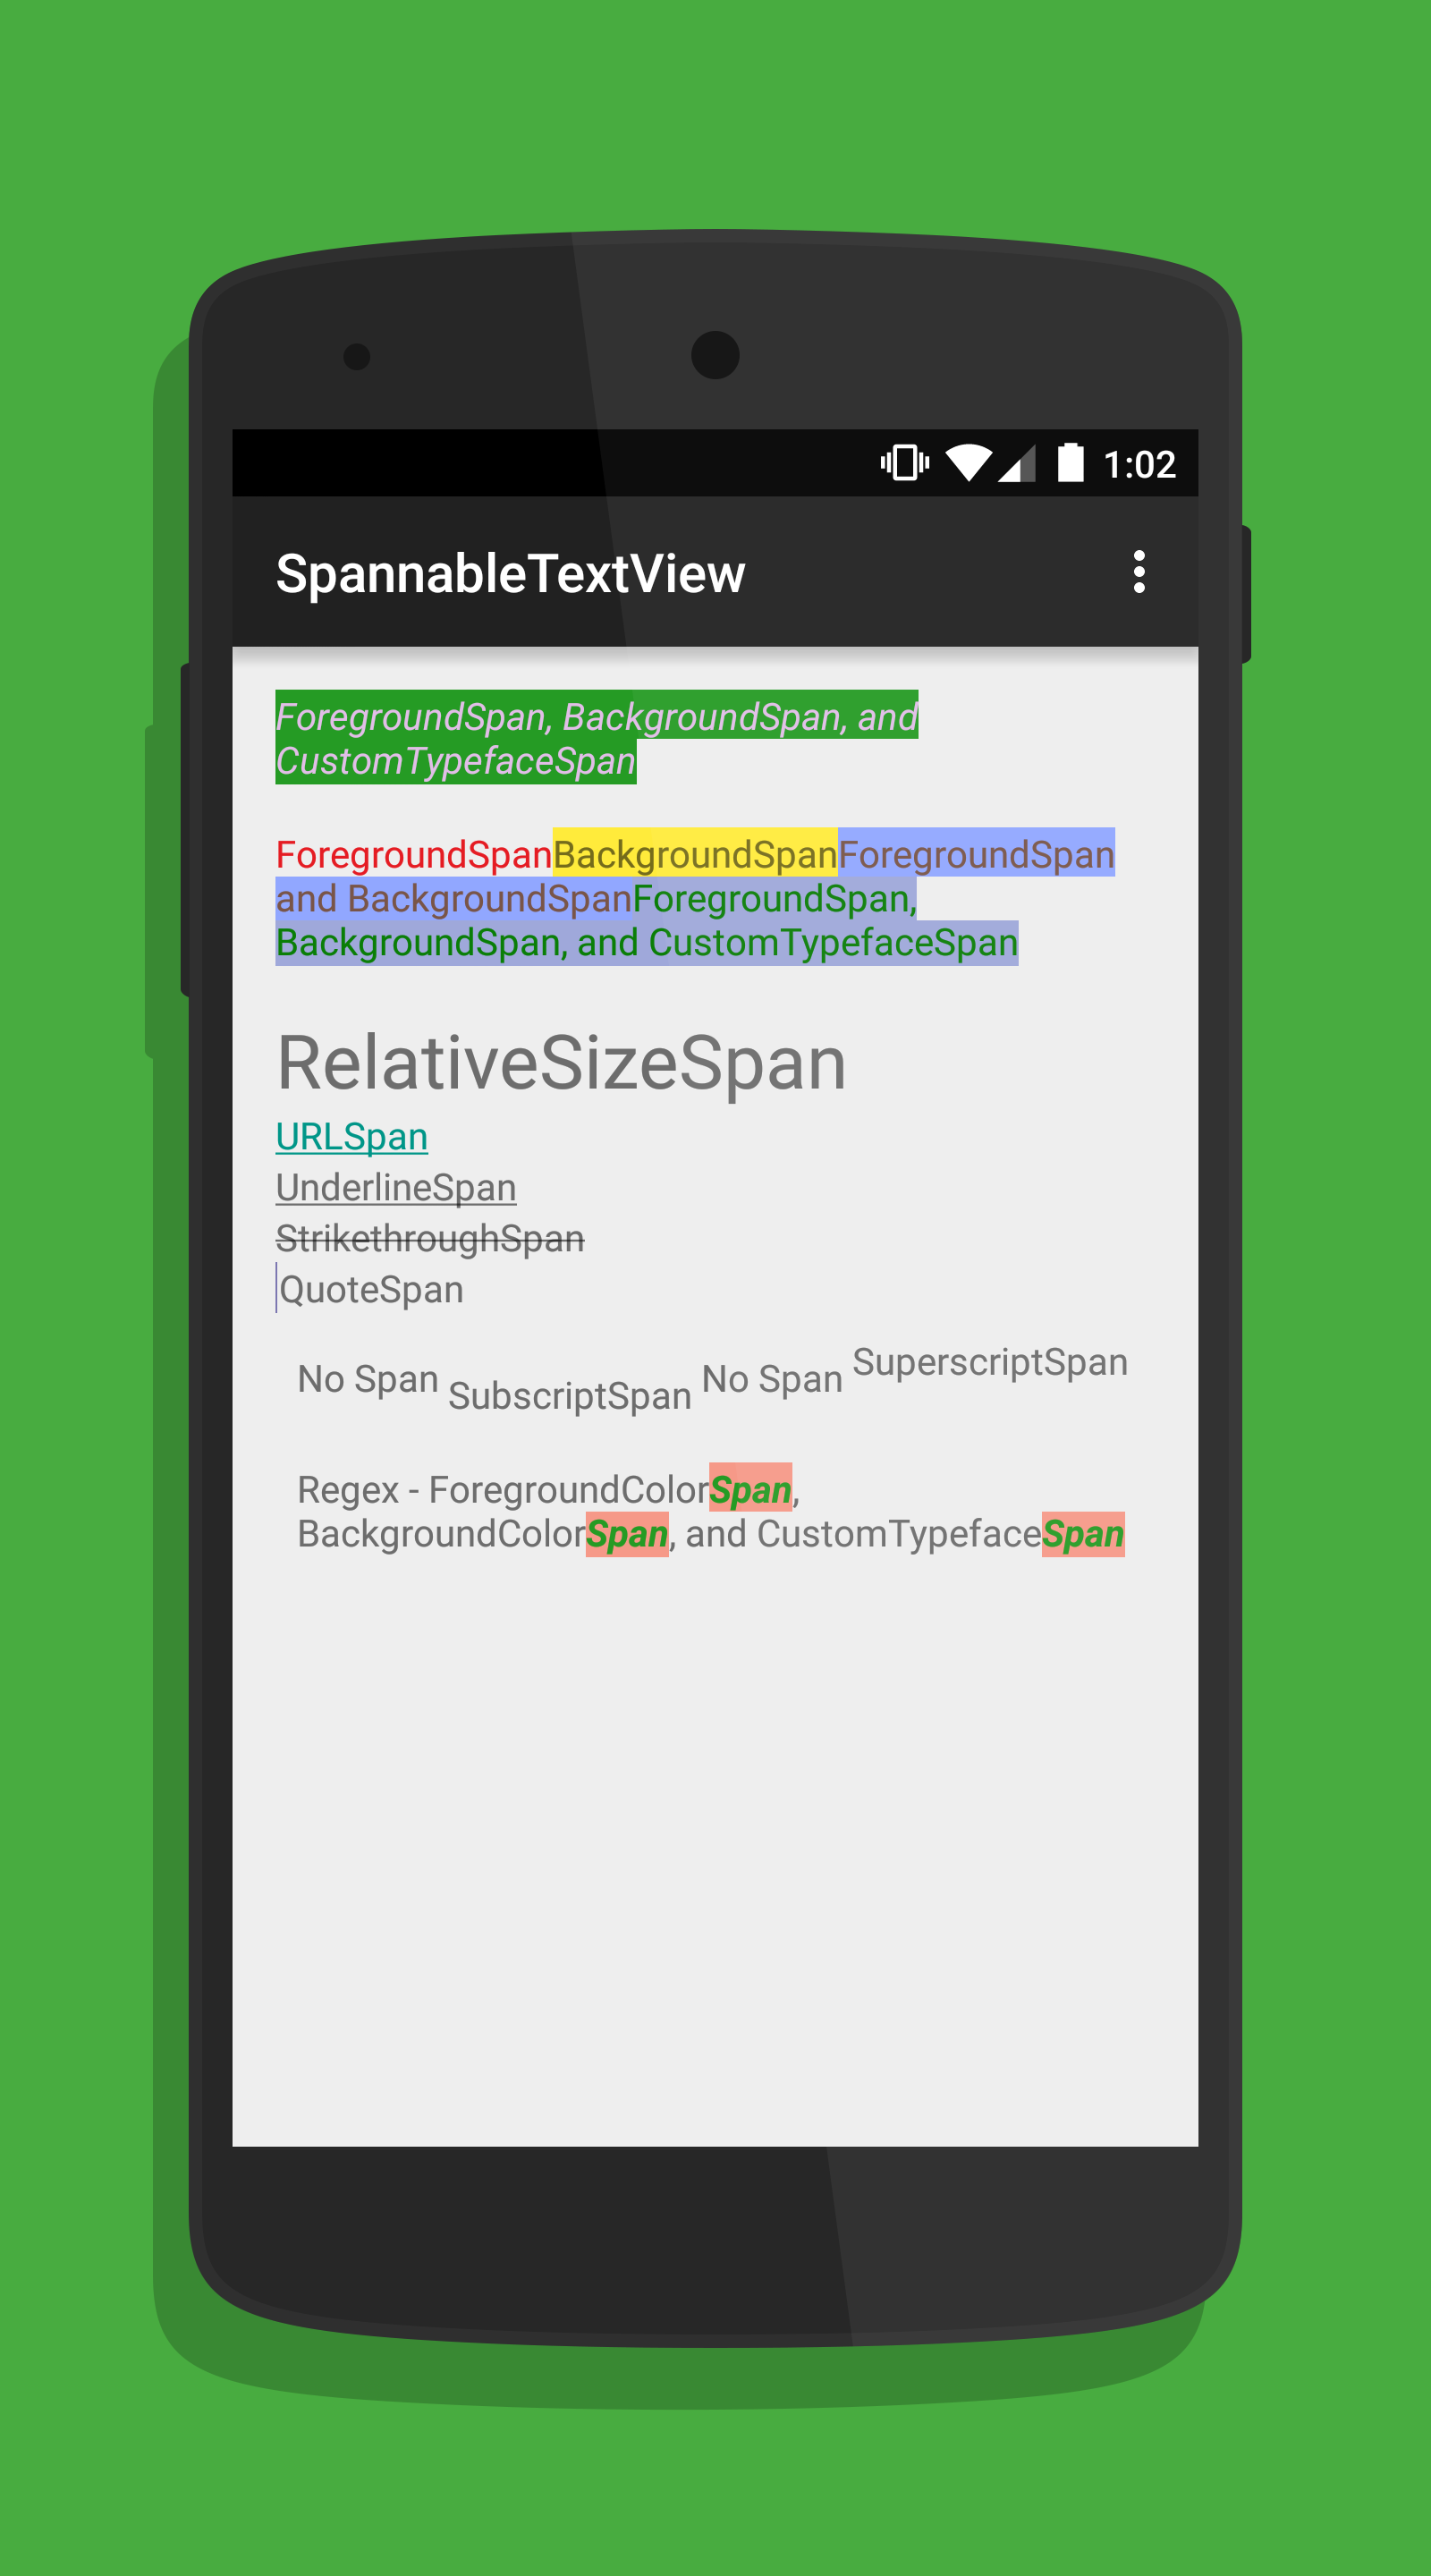 1:02
SpannableTextView
ForegroundSpan, BackgroundSpan, and
CustomTypefaceSpan
ForegroundSpanBackgroundSpanForegroundSpan
and BackgroundSpanForegroundSpan,
BackgroundSpan, and CustomTypefaceSpan
RelativeSizeSpan
URLSpan
UnderlineSpan
StrikethroughSpan
QuoteSpan
No Span SubscriptSpan No Span SuperscriptSpan
Regex - ForegroundColorSpan,
BackgroundColorSpan, and CustomTypefaceSpan